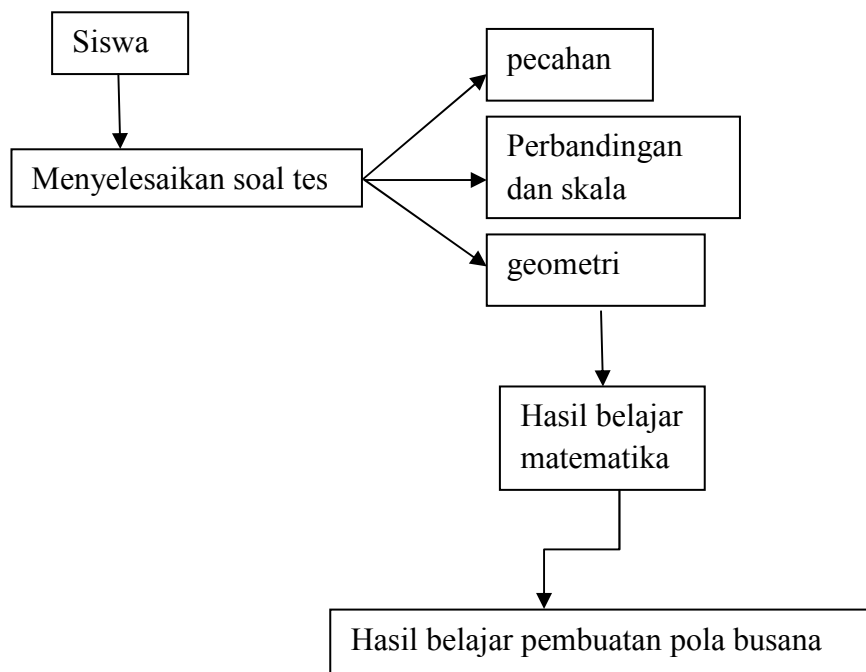 Siswa
pecahan
Perbandingan
dan skala
Menyelesaikan soal tes
geometri
Hasil belajar
matematika
Hasil belajar pembuatan pola busana